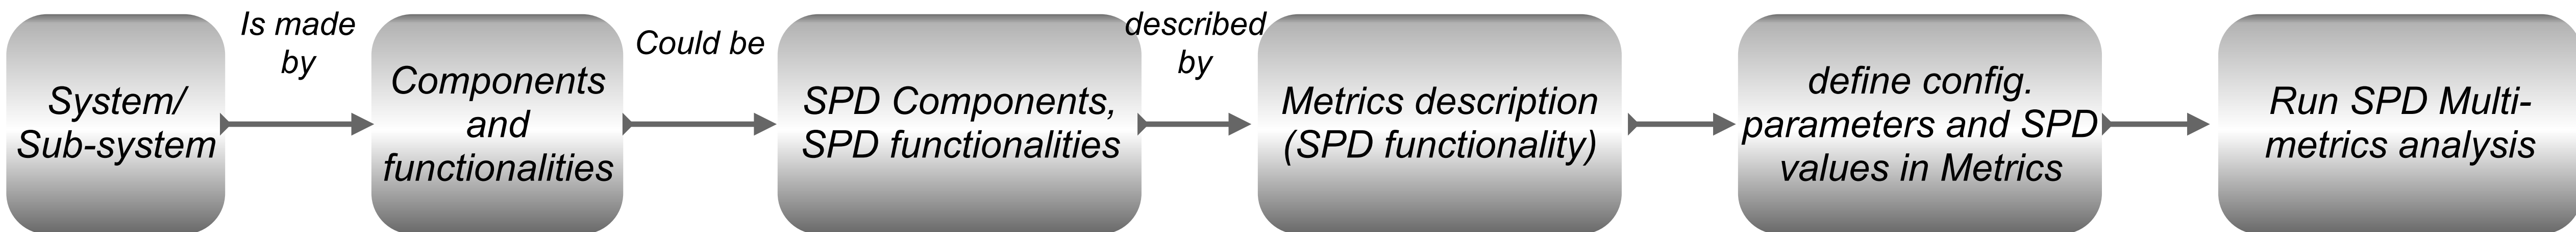 System/
Sub-system
Is made
by
Components
and
functionalities
Could be
SPD Components,
SPD functionalities
described
by
Metrics description
(SPD functionality)
define config.
parameters and SPD
values in Metrics
Run SPD Multi-
metrics analysis